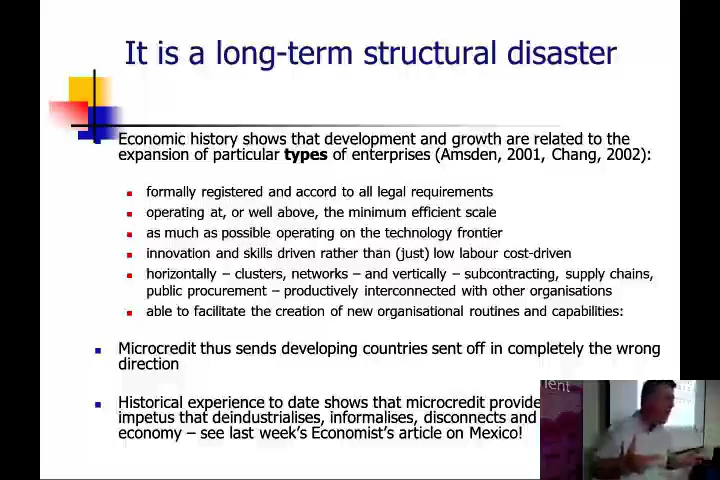 It is a long-term structural disaster
Economic history shows that development and growth are related to the
expansion of particular types of enterprises (Amsden, 2001, Chang, 2002):
formally registered and accord to all legal requirements
operating at, or well above, the minimum efficient scale
as much as possible operating on the technology frontier
innovation and skills driven rather than (just) low labour cost-driven
horizontally – clusters, networks – and vertically – subcontracting, supply chains,
public procurement – productively interconnected with other organisations
able to facilitate the creation of new organisational routines and capabilities:
Microcredit thus sends developing countries sent off in completely the wrong
direction
Historical experience to date shows that microcredit provide
impetus that deindustrialises, informalises, disconnects and
economy – see last week's Economist's article on Mexico!